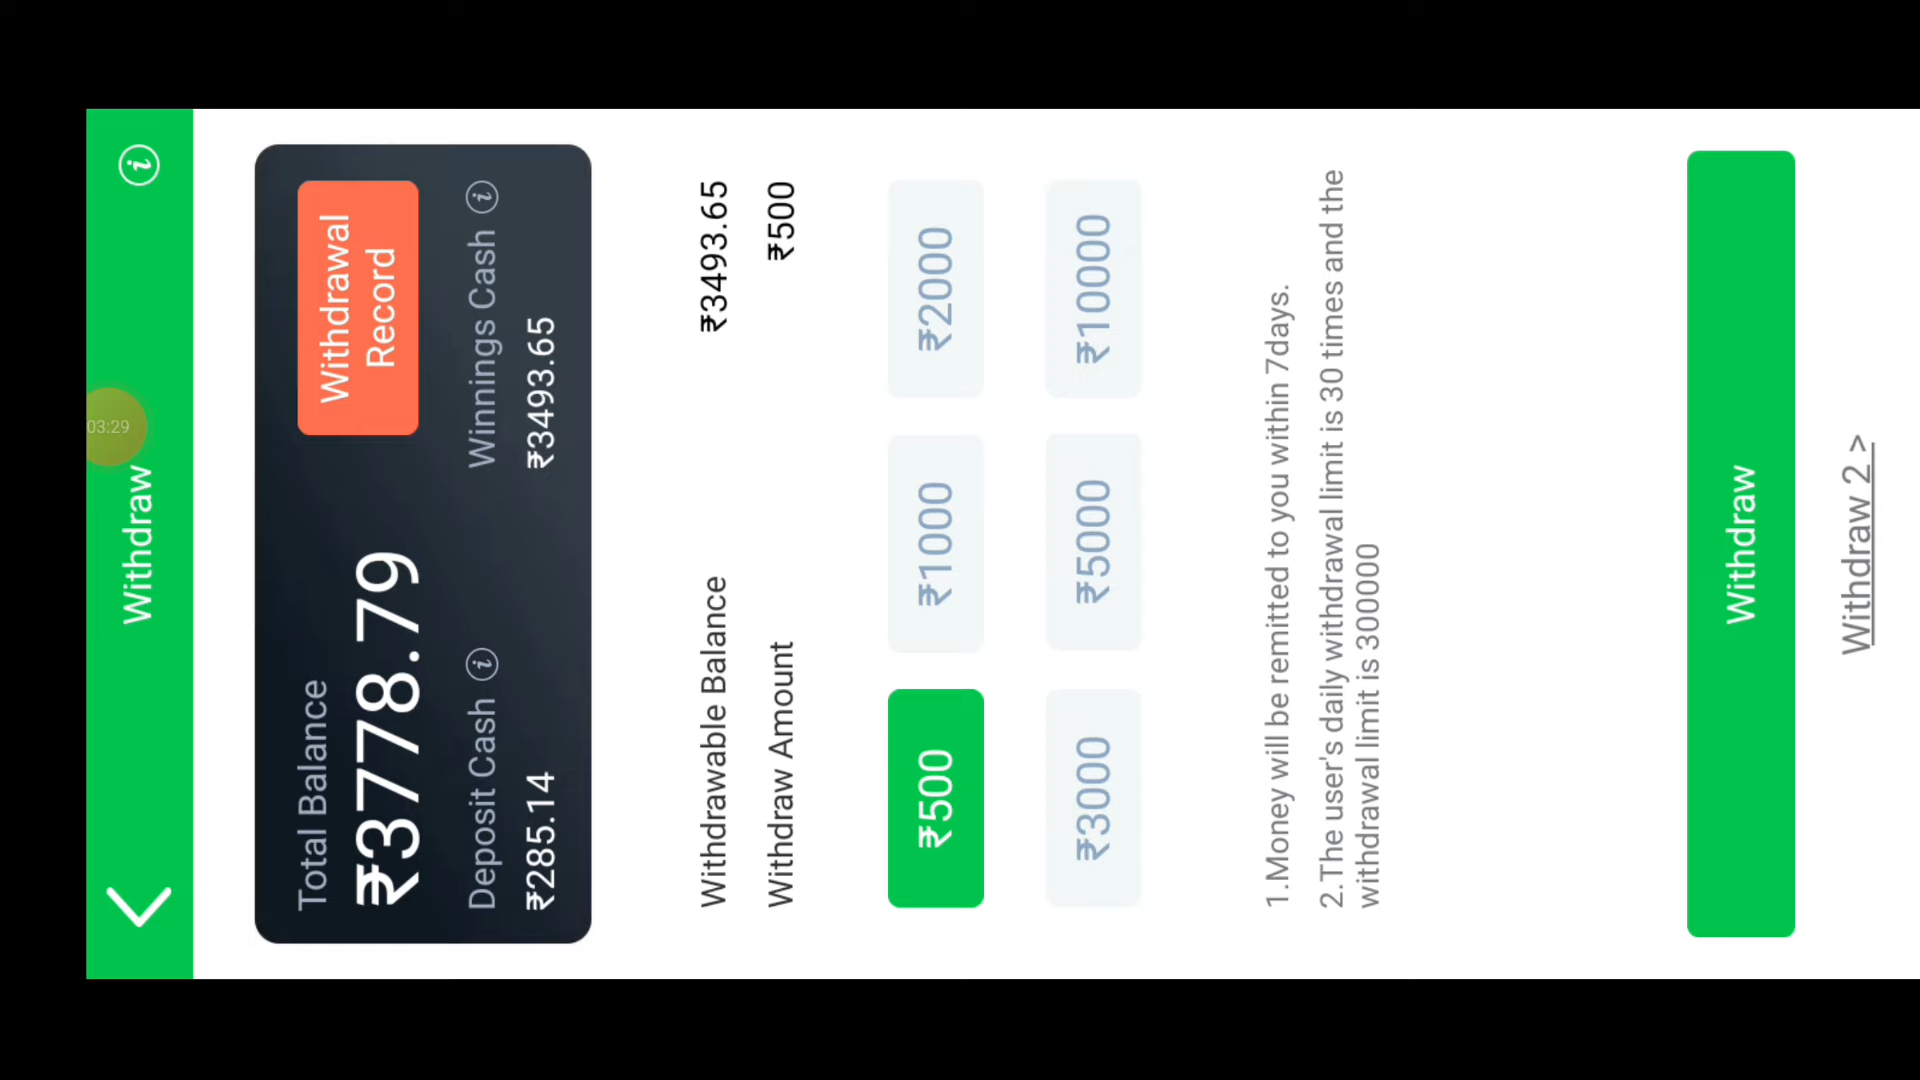 Withdraw
03:29
Total Balance
₹3778.79
Withdrawal
Record
Deposit Cash
₹285.14
Winnings Cash
₹3493.65
Withdrawable Balance ₹3493.65
Withdraw Amount ₹500
₹500 ₹1000 ₹2000
₹3000 ₹5000 ₹10000
1.Money will be remitted to you within 7days.
2.The user's daily withdrawal limit is 30 times and the
withdrawal limit is 300000
Withdraw
Withdraw 2 >